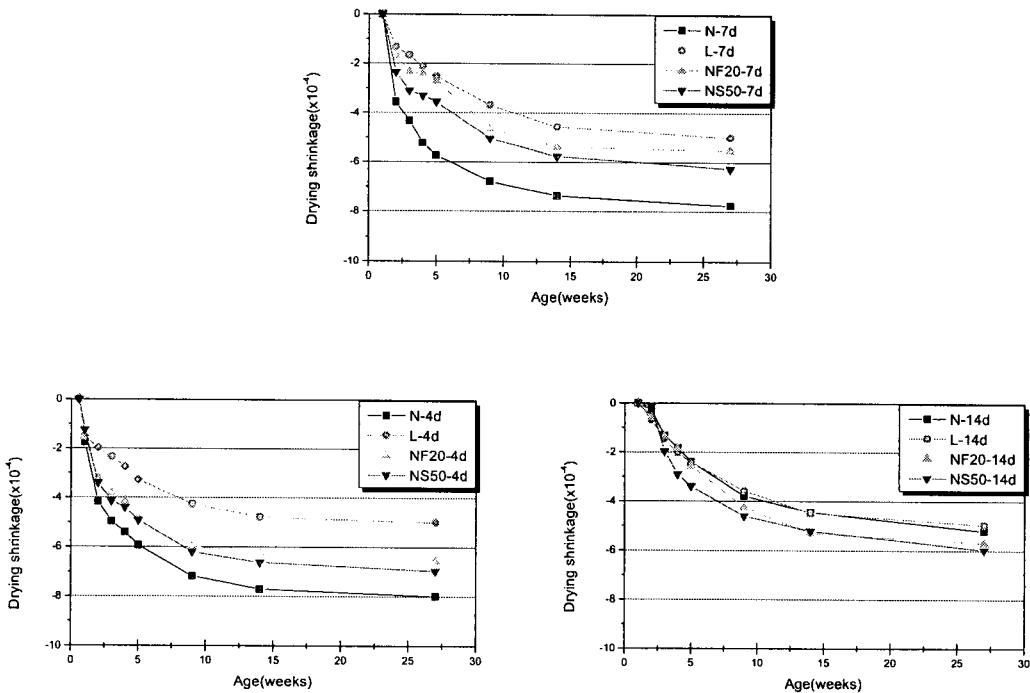 0
-2
-4
-6
-8
-10
Drying shrinkage(x10⁻⁴)
N-7d
L-7d
NF20-7d
NS50-7d
0 5 10 15 20 25 30
Age(weeks)
0
-2
-4
-6
-8
-10
Drying shrinkage(x10⁻⁴)
N-4d
L-4d
NF20-4d
NS50-4d
0 5 10 15 20 25 30
Age(weeks)
0
-2
-4
-6
-8
-10
Drying shrinkage(x10⁻⁴)
N-14d
L-14d
NF20-14d
NS50-14d
0 5 10 15 20 25 30
Age(weeks)